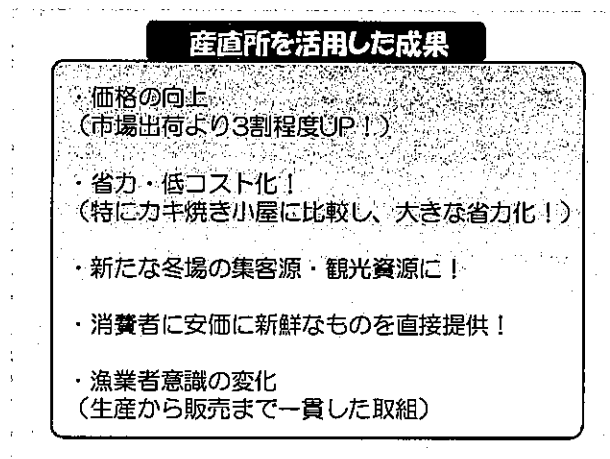 産直所を活用した成果
・価格の向上
（市場出荷より3割程度UP！）
・省力・低コスト化！
（特にカキ焼き小屋に比較し、大きな省力化！）
・新たな冬場の集客源・観光資源に！
・消費者に安価に新鮮なものを直接提供！
・漁業者意識の変化
（生産から販売まで一貫した取組）